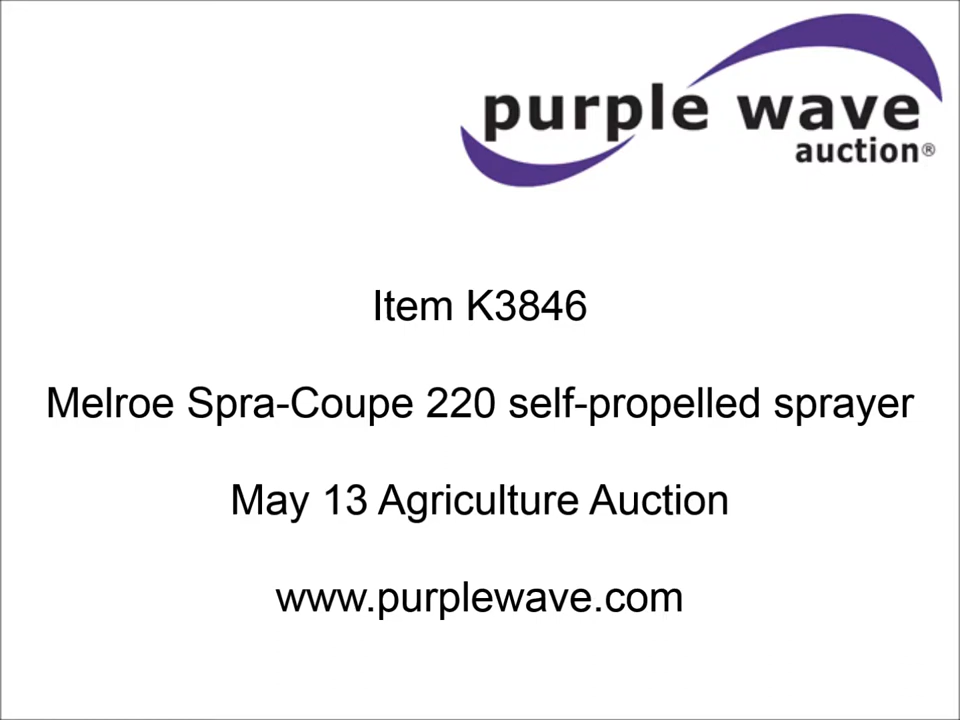 purple wave
auction®
Item K3846
Melroe Spra-Coupe 220 self-propelled sprayer
May 13 Agriculture Auction
www.purplewave.com